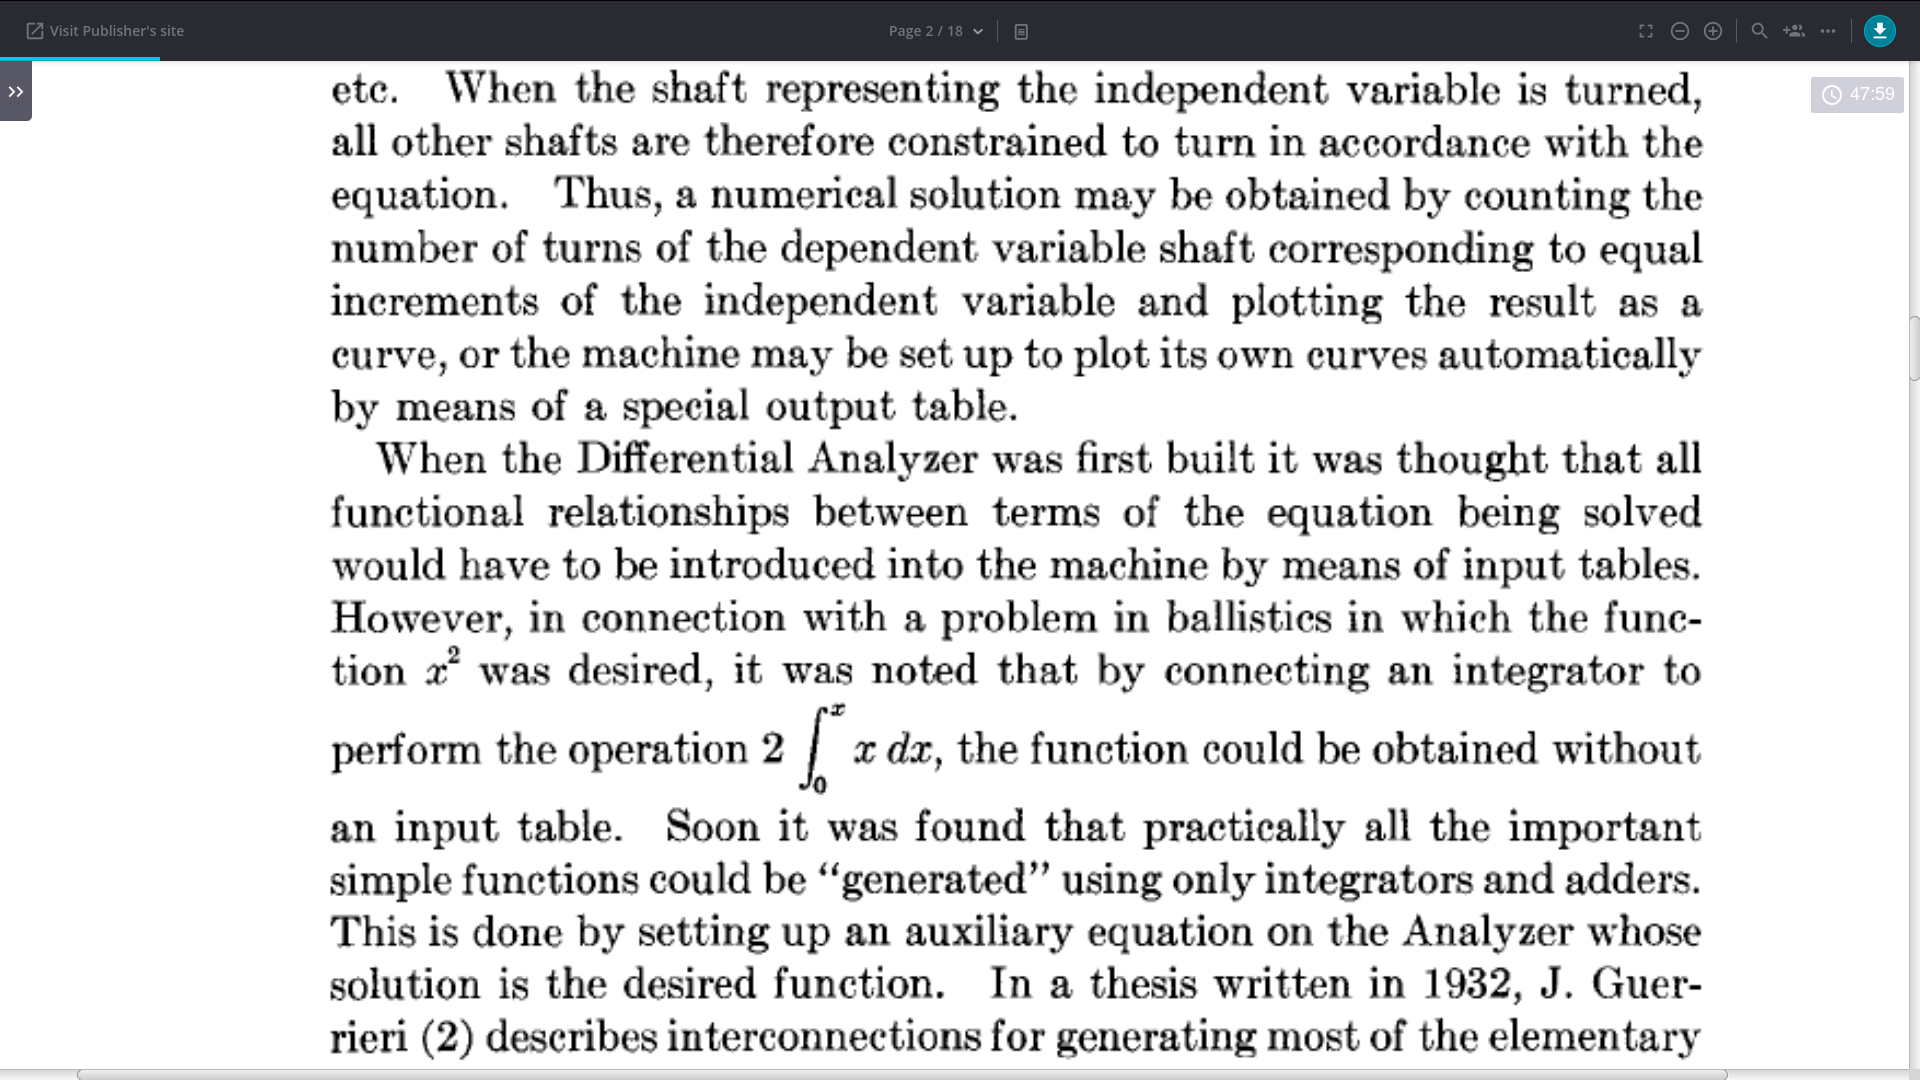 Visit Publisher's site
Page 2 / 18
47:59
etc. When the shaft representing the independent variable is turned,
all other shafts are therefore constrained to turn in accordance with the
equation. Thus, a numerical solution may be obtained by counting the
number of turns of the dependent variable shaft corresponding to equal
increments of the independent variable and plotting the result as a
curve, or the machine may be set up to plot its own curves automatically
by means of a special output table.
When the Differential Analyzer was first built it was thought that all
functional relationships between terms of the equation being solved
would have to be introduced into the machine by means of input tables.
However, in connection with a problem in ballistics in which the func-
tion x² was desired, it was noted that by connecting an integrator to
perform the operation 2 ∫₀ˣ x dx, the function could be obtained without
an input table. Soon it was found that practically all the important
simple functions could be “generated” using only integrators and adders.
This is done by setting up an auxiliary equation on the Analyzer whose
solution is the desired function. In a thesis written in 1932, J. Guer-
rieri (2) describes interconnections for generating most of the elementary